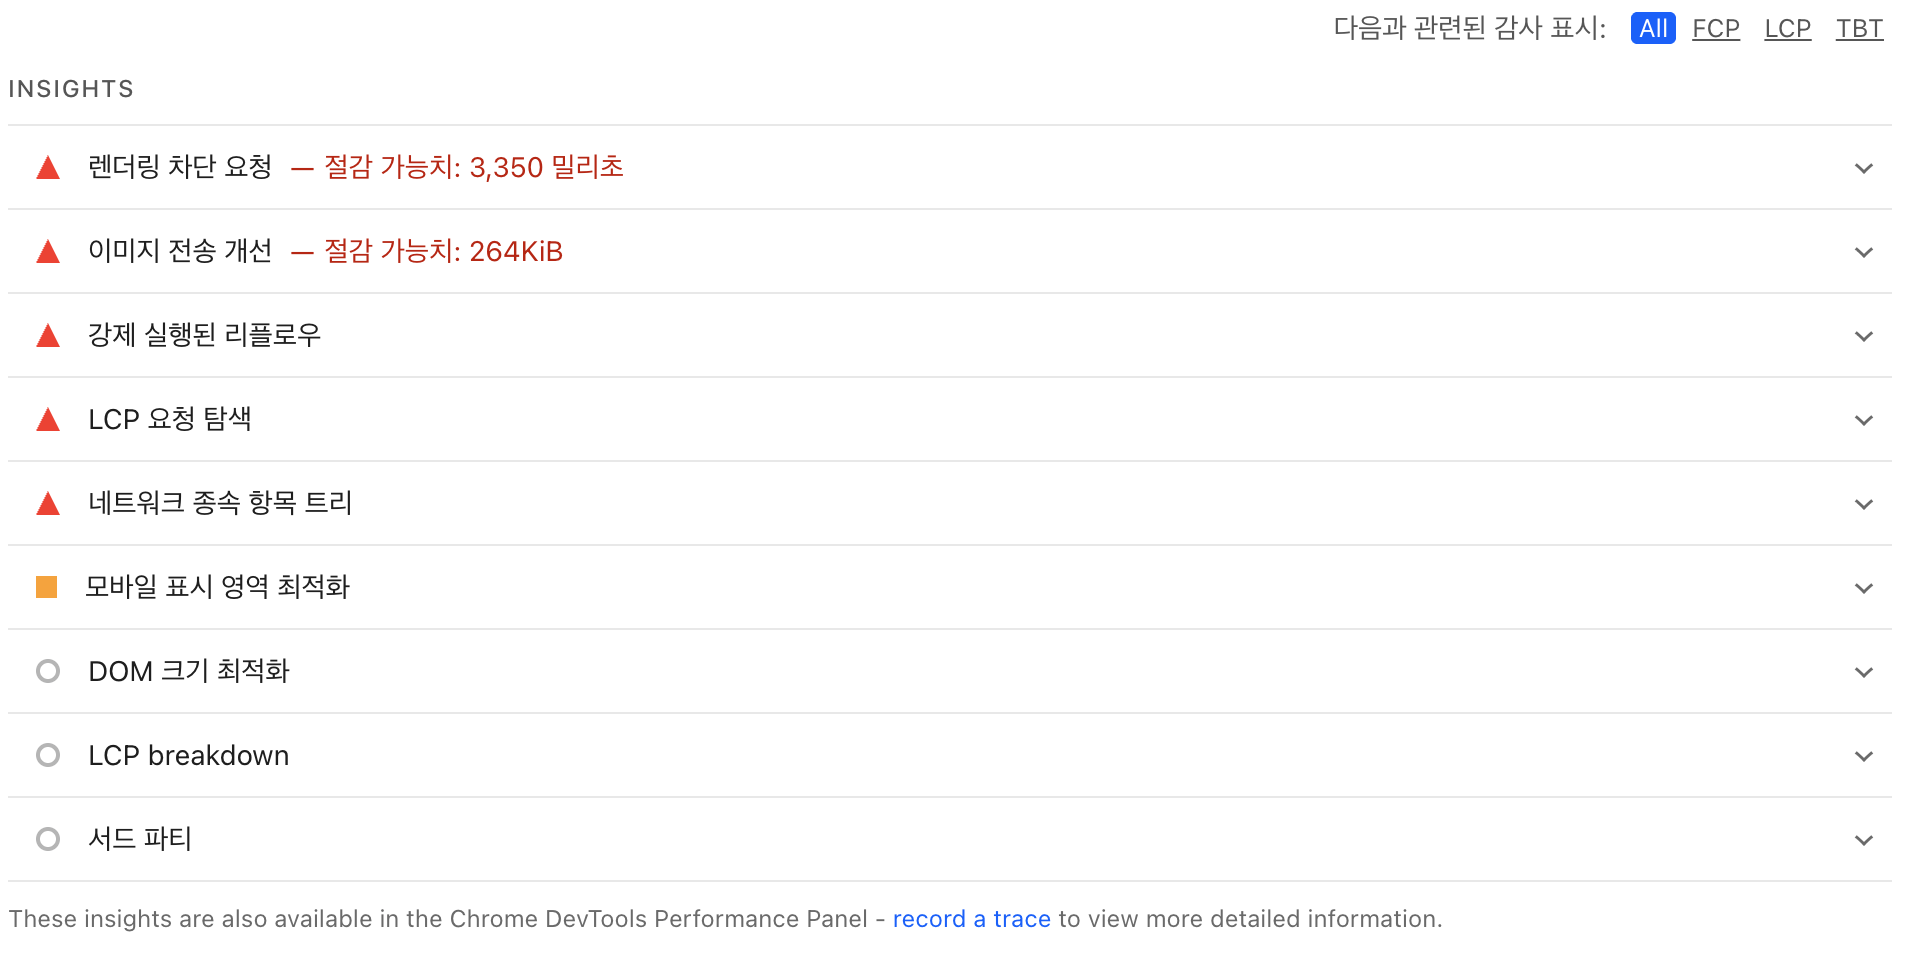 다음과 관련된 감사 표시: All FCP LCP TBT
INSIGHTS
렌더링 차단 요청 — 절감 가능치: 3,350 밀리초
이미지 전송 개선 — 절감 가능치: 264KiB
강제 실행된 리플로우
LCP 요청 탐색
네트워크 종속 항목 트리
모바일 표시 영역 최적화
DOM 크기 최적화
LCP breakdown
서드 파티
These insights are also available in the Chrome DevTools Performance Panel - record a trace to view more detailed information.